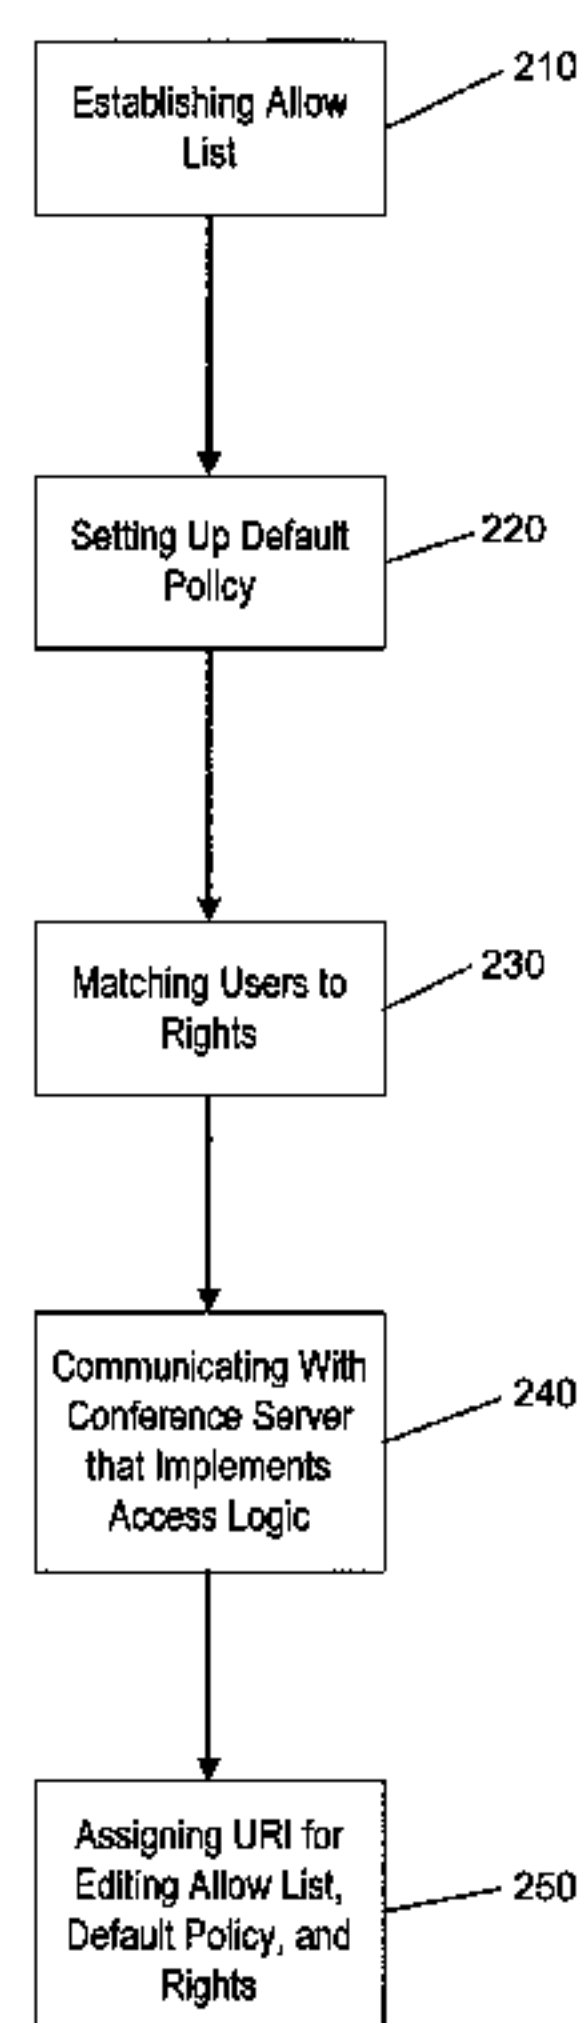 Establishing Allow
List
210
Setting Up Default
Policy
220
Matching Users to
Rights
230
Communicating With
Conference Server
that Implements
Access Logic
240
Assigning URI for
Editing Allow List,
Default Policy, and
Rights
250